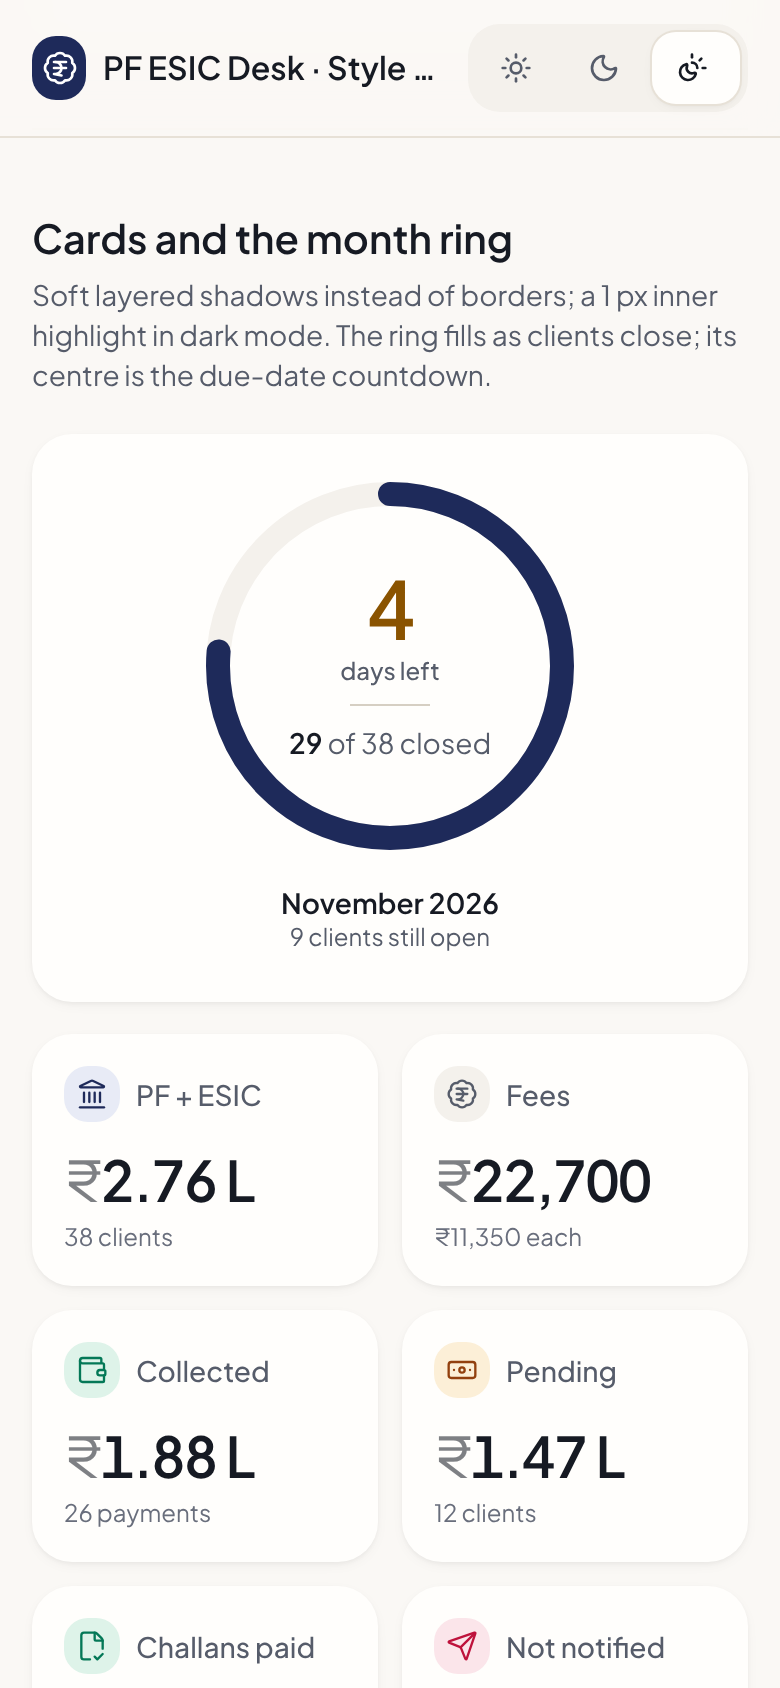 PF ESIC Desk · Style ...
Cards and the month ring
Soft layered shadows instead of borders; a 1 px inner
highlight in dark mode. The ring fills as clients close; its
centre is the due-date countdown.
4
days left
29 of 38 closed
November 2026
9 clients still open
PF + ESIC
₹2.76 L
38 clients
Fees
₹22,700
₹11,350 each
Collected
₹1.88 L
26 payments
Pending
₹1.47 L
12 clients
Challans paid
Not notified